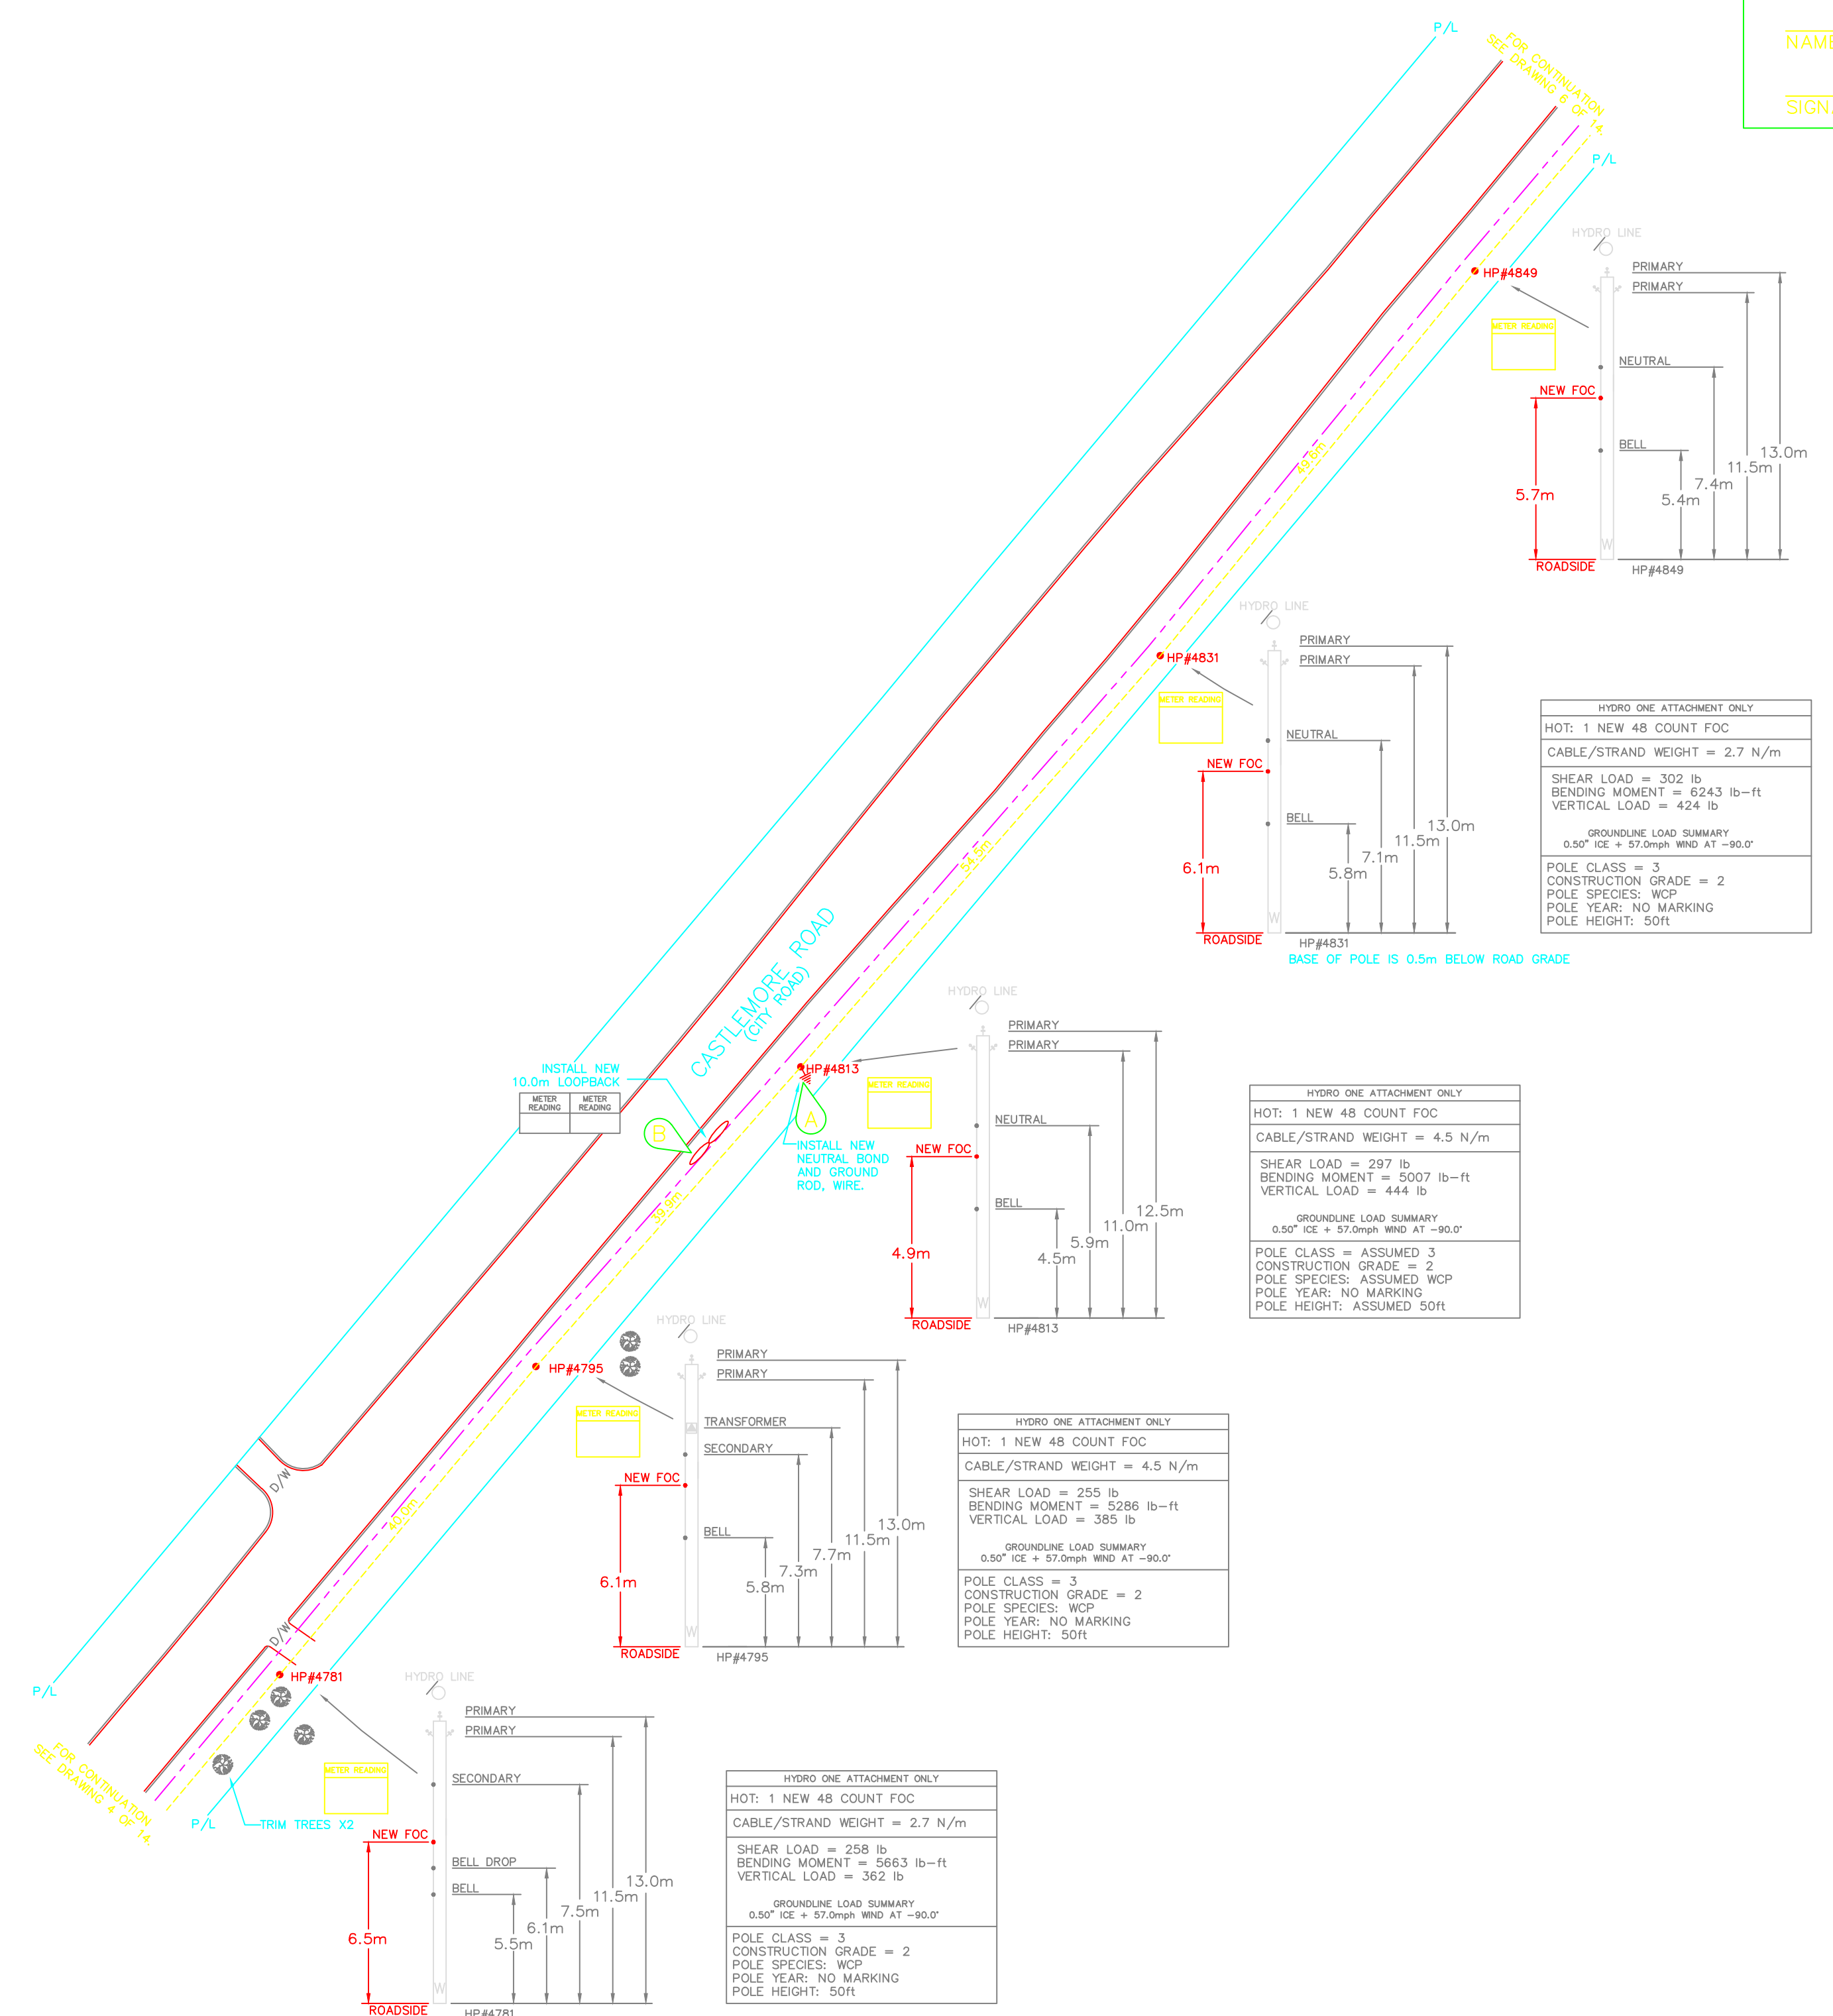 P/L
FOR CONTINUATION
SEE DRAWING 6 OF 14.
P/L
HYDRO LINE
PRIMARY
PRIMARY
HP#4849
METER READING
NEUTRAL
NEW FOC
BELL
13.0m
11.5m
7.4m
5.4m
5.7m
W
ROADSIDE
HP#4849
49.6m
HYDRO LINE
PRIMARY
PRIMARY
HP#4831
METER READING
NEUTRAL
NEW FOC
BELL
13.0m
11.5m
7.1m
5.8m
6.1m
W
ROADSIDE
HP#4831
BASE OF POLE IS 0.5m BELOW ROAD GRADE
HYDRO ONE ATTACHMENT ONLY
HOT: 1 NEW 48 COUNT FOC
CABLE/STRAND WEIGHT = 2.7 N/m
SHEAR LOAD = 302 lb
BENDING MOMENT = 6243 lb-ft
VERTICAL LOAD = 424 lb
GROUNDLINE LOAD SUMMARY
0.50" ICE + 57.0mph WIND AT -90.0°
POLE CLASS = 3
CONSTRUCTION GRADE = 2
POLE SPECIES: WCP
POLE YEAR: NO MARKING
POLE HEIGHT: 50ft
54.5m
CASTLEMORE ROAD
(CITY ROAD)
HYDRO LINE
PRIMARY
PRIMARY
HP#4813
METER READING
INSTALL NEW
10.0m LOOPBACK
METER READING
METER READING
B
A
INSTALL NEW
NEUTRAL BOND
AND GROUND
ROD, WIRE.
NEUTRAL
NEW FOC
BELL
12.5m
11.0m
5.9m
4.5m
4.9m
W
ROADSIDE
HP#4813
HYDRO ONE ATTACHMENT ONLY
HOT: 1 NEW 48 COUNT FOC
CABLE/STRAND WEIGHT = 4.5 N/m
SHEAR LOAD = 297 lb
BENDING MOMENT = 5007 lb-ft
VERTICAL LOAD = 444 lb
GROUNDLINE LOAD SUMMARY
0.50" ICE + 57.0mph WIND AT -90.0°
POLE CLASS = ASSUMED 3
CONSTRUCTION GRADE = 2
POLE SPECIES: ASSUMED WCP
POLE YEAR: NO MARKING
POLE HEIGHT: ASSUMED 50ft
39.9m
HYDRO LINE
PRIMARY
PRIMARY
HP#4795
METER READING
TRANSFORMER
SECONDARY
NEW FOC
BELL
13.0m
11.5m
7.7m
7.3m
5.8m
6.1m
W
ROADSIDE
HP#4795
HYDRO ONE ATTACHMENT ONLY
HOT: 1 NEW 48 COUNT FOC
CABLE/STRAND WEIGHT = 4.5 N/m
SHEAR LOAD = 255 lb
BENDING MOMENT = 5286 lb-ft
VERTICAL LOAD = 385 lb
GROUNDLINE LOAD SUMMARY
0.50" ICE + 57.0mph WIND AT -90.0°
POLE CLASS = 3
CONSTRUCTION GRADE = 2
POLE SPECIES: WCP
POLE YEAR: NO MARKING
POLE HEIGHT: 50ft
D/W
40.0m
D/W
HP#4781
P/L
FOR CONTINUATION
SEE DRAWING 4 OF 14.
P/L
TRIM TREES X2
METER READING
HYDRO LINE
PRIMARY
PRIMARY
SECONDARY
NEW FOC
BELL DROP
BELL
13.0m
11.5m
7.5m
6.1m
5.5m
6.5m
W
ROADSIDE
HP#4781
HYDRO ONE ATTACHMENT ONLY
HOT: 1 NEW 48 COUNT FOC
CABLE/STRAND WEIGHT = 2.7 N/m
SHEAR LOAD = 258 lb
BENDING MOMENT = 5663 lb-ft
VERTICAL LOAD = 362 lb
GROUNDLINE LOAD SUMMARY
0.50" ICE + 57.0mph WIND AT -90.0°
POLE CLASS = 3
CONSTRUCTION GRADE = 2
POLE SPECIES: WCP
POLE YEAR: NO MARKING
POLE HEIGHT: 50ft